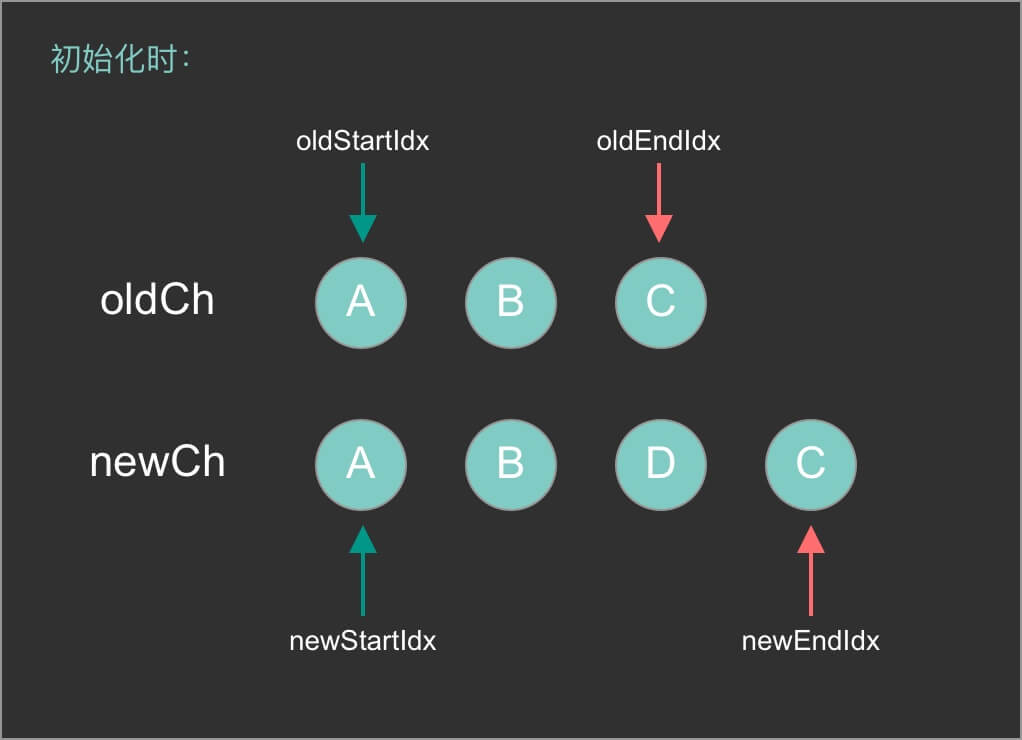 初始化时：
oldStartIdx oldEndIdx
oldCh A B C
newCh A B D C
newStartIdx newEndIdx